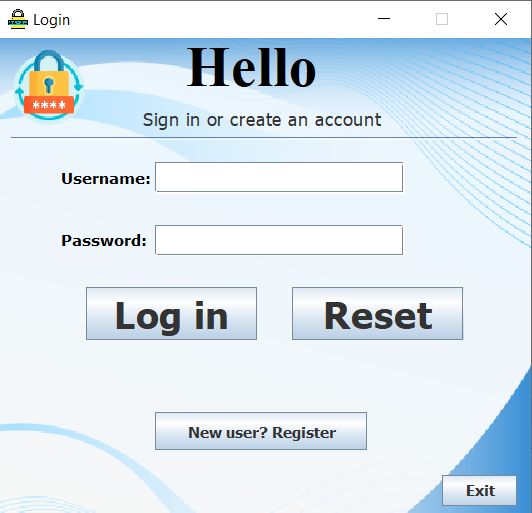 Login
Hello
Sign in or create an account
Username:
Password:
Log in Reset
New user? Register
Exit